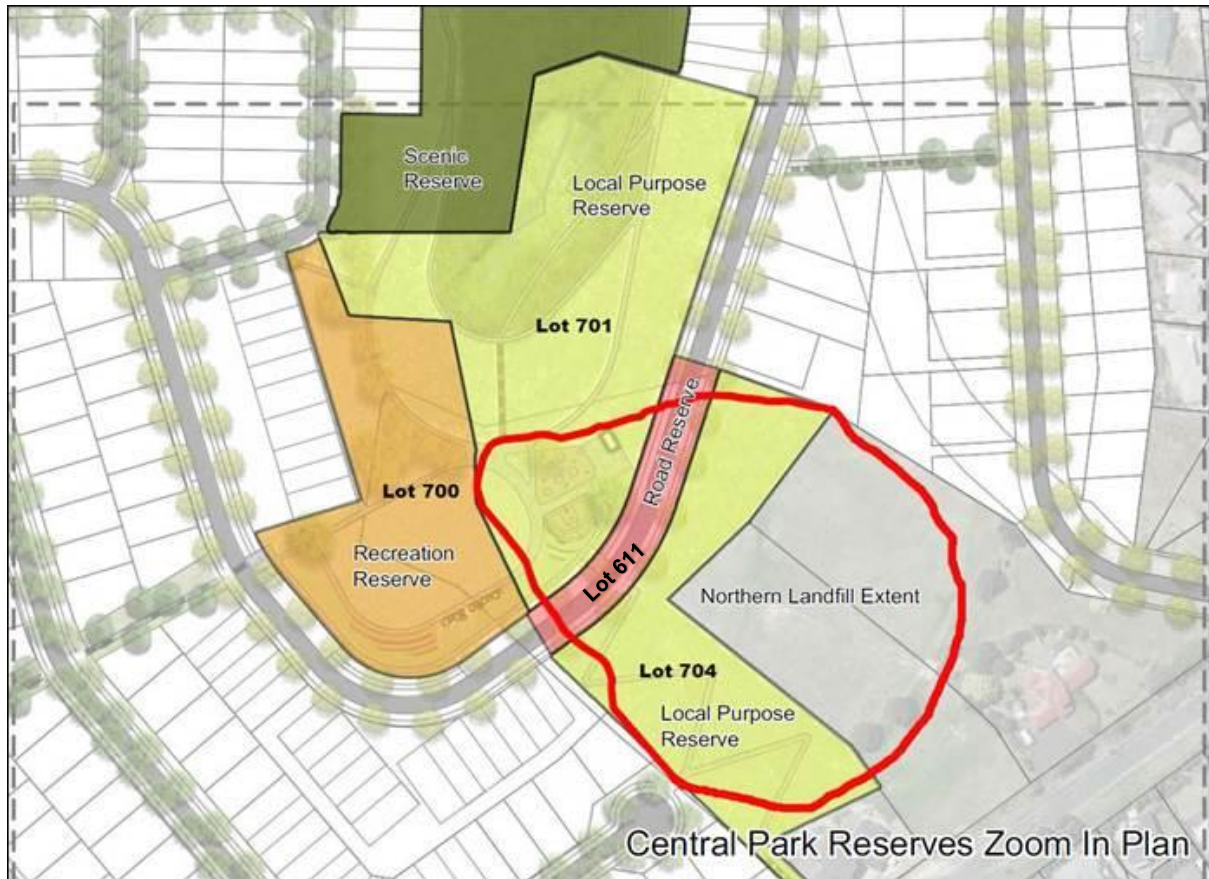 Scenic
Reserve
Local Purpose
Reserve
Lot 701
Road Reserve
Lot 700
Recreation
Reserve
Lot 611
Northern Landfill Extent
Lot 704
Local Purpose
Reserve
Central Park Reserves Zoom In Plan